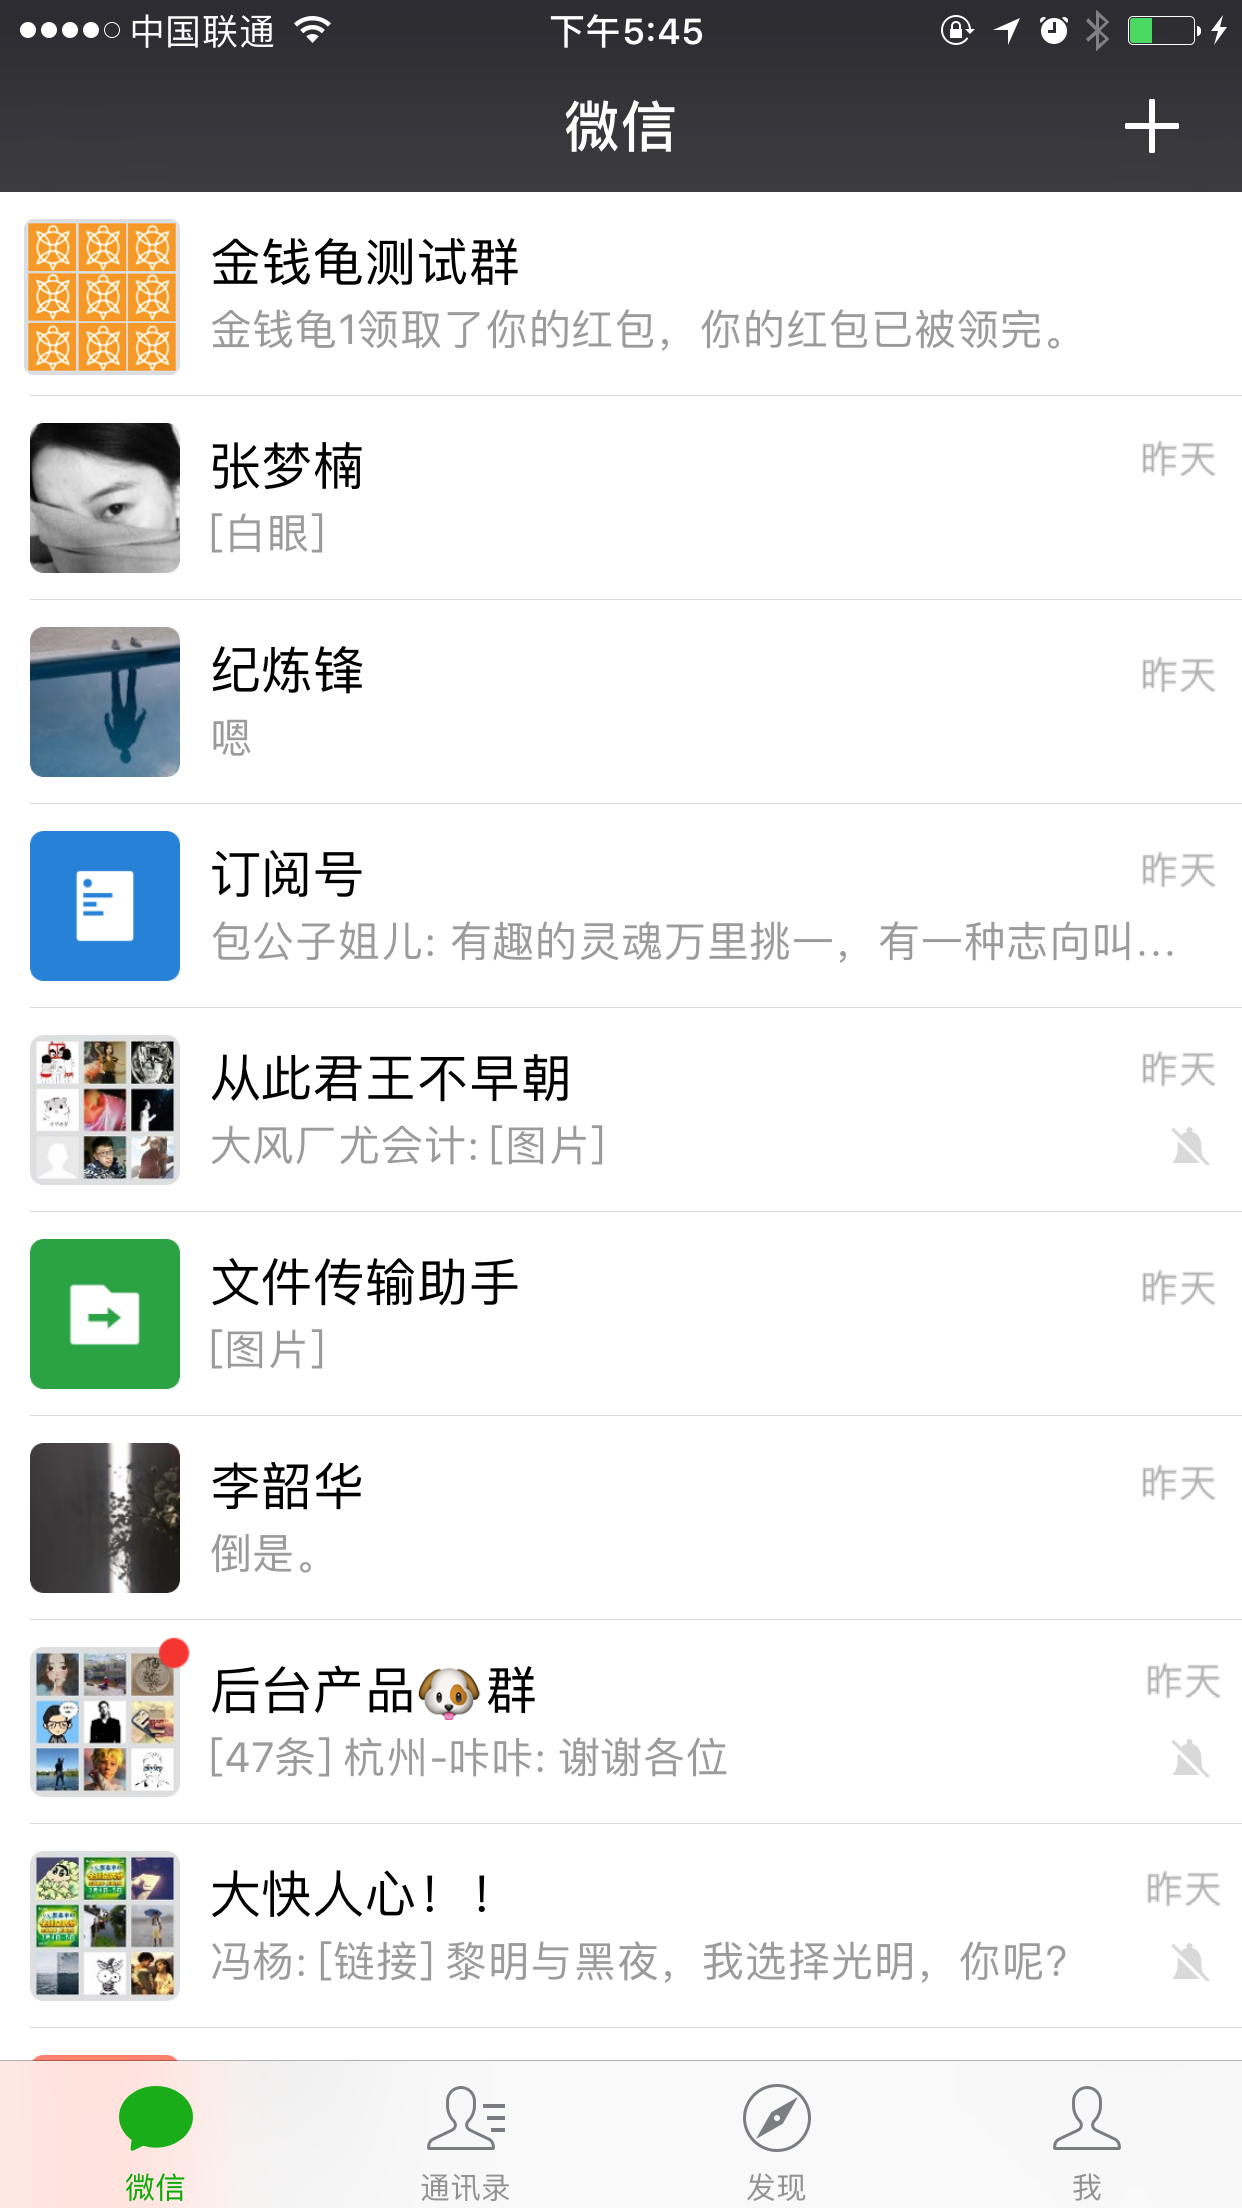 中国联通
下午5:45
微信
金钱龟测试群
金钱龟1领取了你的红包，你的红包已被领完。
张梦楠
昨天
[白眼]
纪炼锋
昨天
嗯
订阅号
昨天
包公子姐儿: 有趣的灵魂万里挑一，有一种志向叫...
从此君王不早朝
昨天
大风厂尤会计: [图片]
文件传输助手
昨天
[图片]
李韶华
昨天
倒是。
后台产品🐶群
昨天
[47条] 杭州-咔咔: 谢谢各位
大快人心！！
昨天
冯杨: [链接] 黎明与黑夜，我选择光明，你呢?
微信
通讯录
发现
我